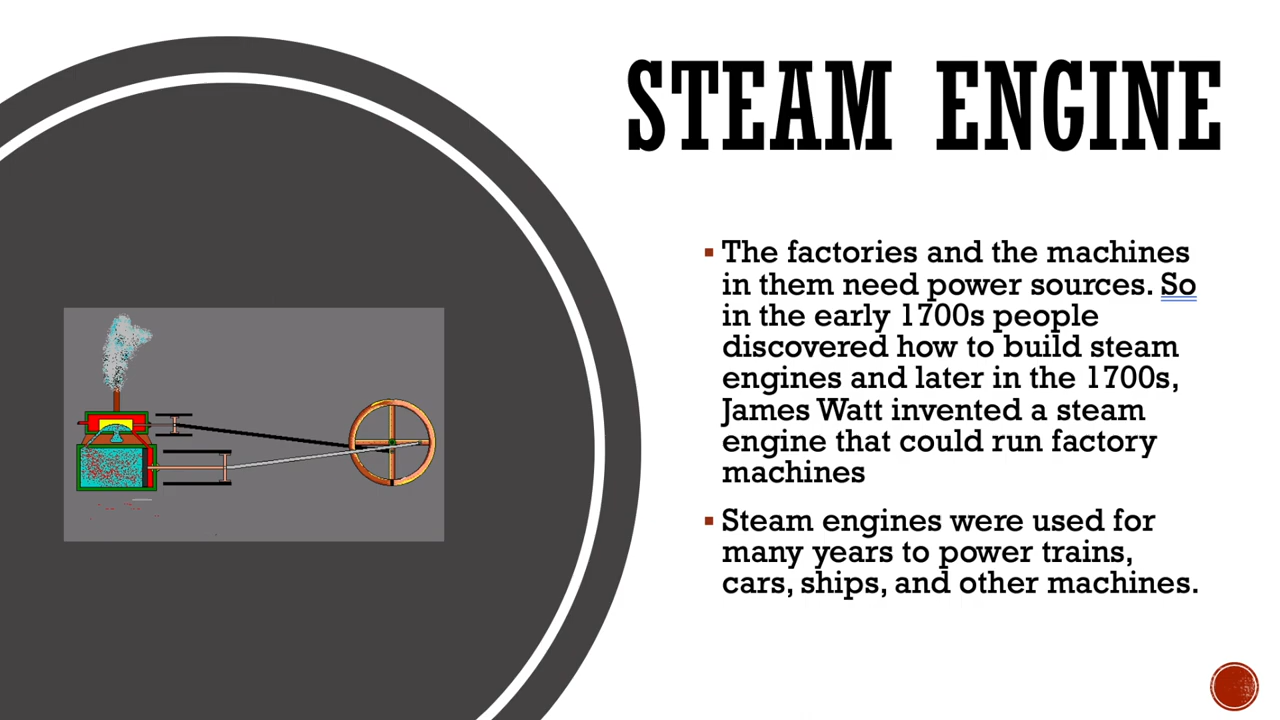 STEAM ENGINE
▪ The factories and the machines
in them need power sources. So
in the early 1700s people
discovered how to build steam
engines and later in the 1700s,
James Watt invented a steam
engine that could run factory
machines
▪ Steam engines were used for
many years to power trains,
cars, ships, and other machines.